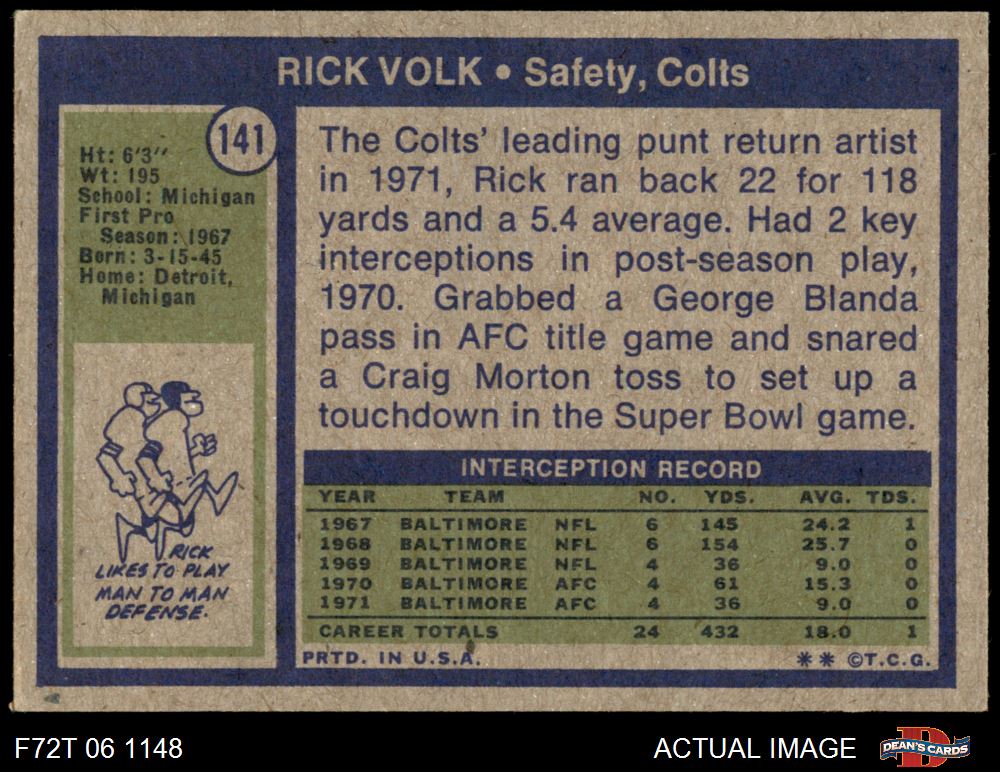 RICK VOLK • Safety, Colts
141
Ht: 6'3''
Wt: 195
School: Michigan
First Pro
Season: 1967
Born: 3-15-45
Home: Detroit,
Michigan
RICK
LIKES TO PLAY
MAN TO MAN
DEFENSE.
The Colts' leading punt return artist
in 1971, Rick ran back 22 for 118
yards and a 5.4 average. Had 2 key
interceptions in post-season play,
1970. Grabbed a George Blanda
pass in AFC title game and snared
a Craig Morton toss to set up a
touchdown in the Super Bowl game.
INTERCEPTION RECORD
YEAR TEAM NO. YDS. AVG. TDS.
1967 BALTIMORE NFL 6 145 24.2 1
1968 BALTIMORE NFL 6 154 25.7 0
1969 BALTIMORE NFL 4 36 9.0 0
1970 BALTIMORE AFC 4 61 15.3 0
1971 BALTIMORE AFC 4 36 9.0 0
CAREER TOTALS 24 432 18.0 1
PRTD. IN U.S.A. ** ©T.C.G.
F72T 06 1148 ACTUAL IMAGE D DEAN'S CARDS